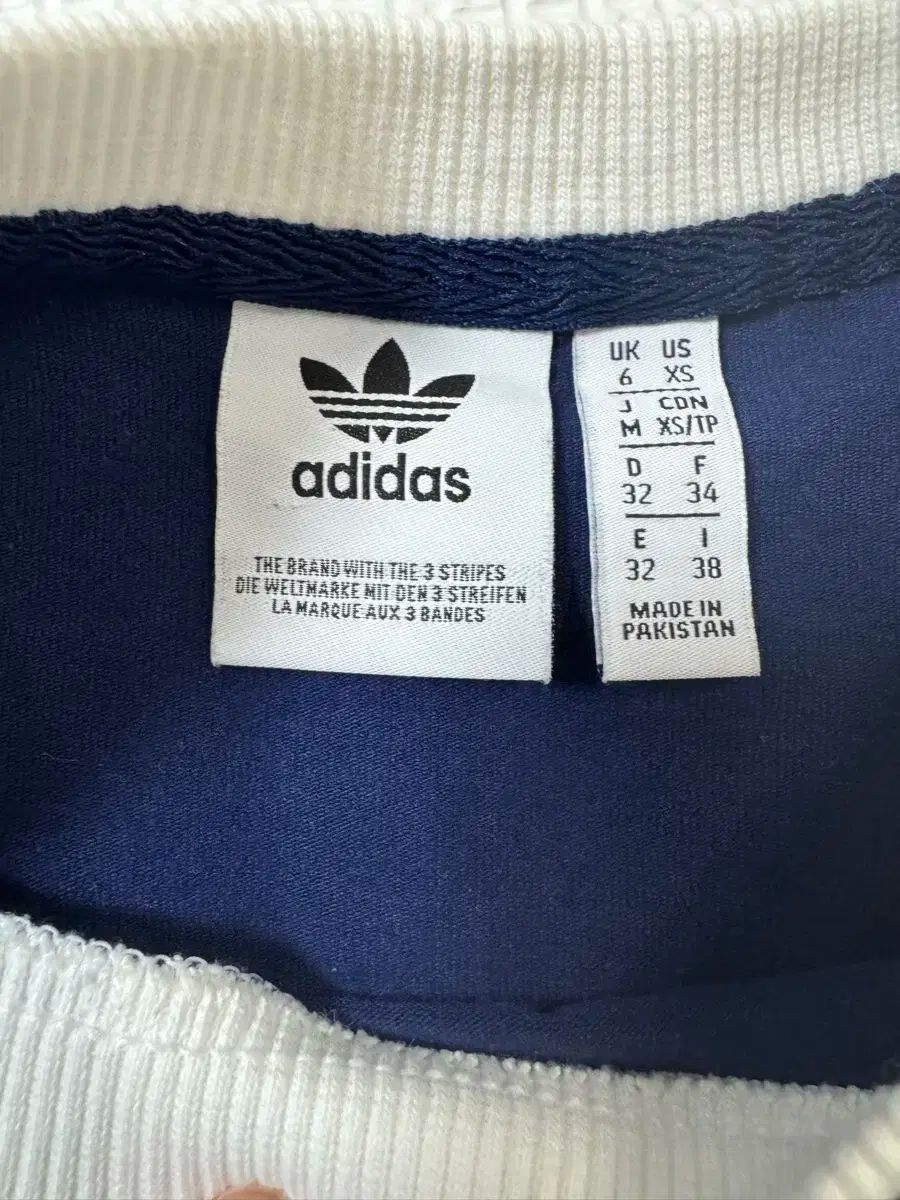 adidas
THE BRAND WITH THE 3 STRIPES
DIE WELTMARKE MIT DEN 3 STREIFEN
LA MARQUE AUX 3 BANDES
UK US
6 XS
J CDN
M XS/TP
D F
32 34
E I
32 38
MADE IN
PAKISTAN